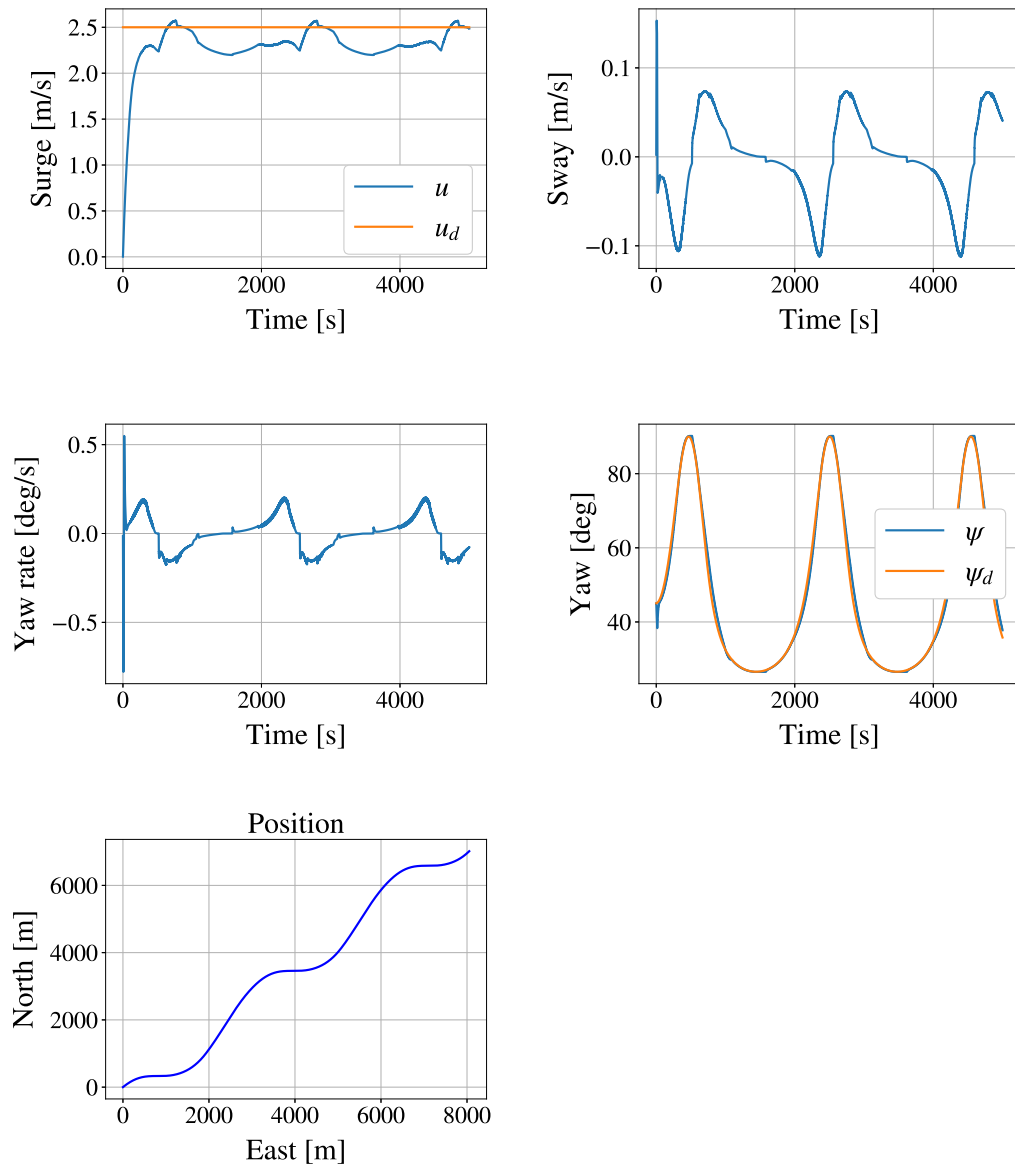 2.5
2.0
1.5
1.0
0.5
0.0
Surge [m/s]
u
u_d
0
2000
4000
Time [s]
0.1
0.0
−0.1
Sway [m/s]
0
2000
4000
Time [s]
0.5
0.0
−0.5
Yaw rate [deg/s]
0
2000
4000
Time [s]
80
60
40
Yaw [deg]
ψ
ψ_d
0
2000
4000
Time [s]
Position
6000
4000
2000
0
North [m]
0
2000
4000
6000
8000
East [m]